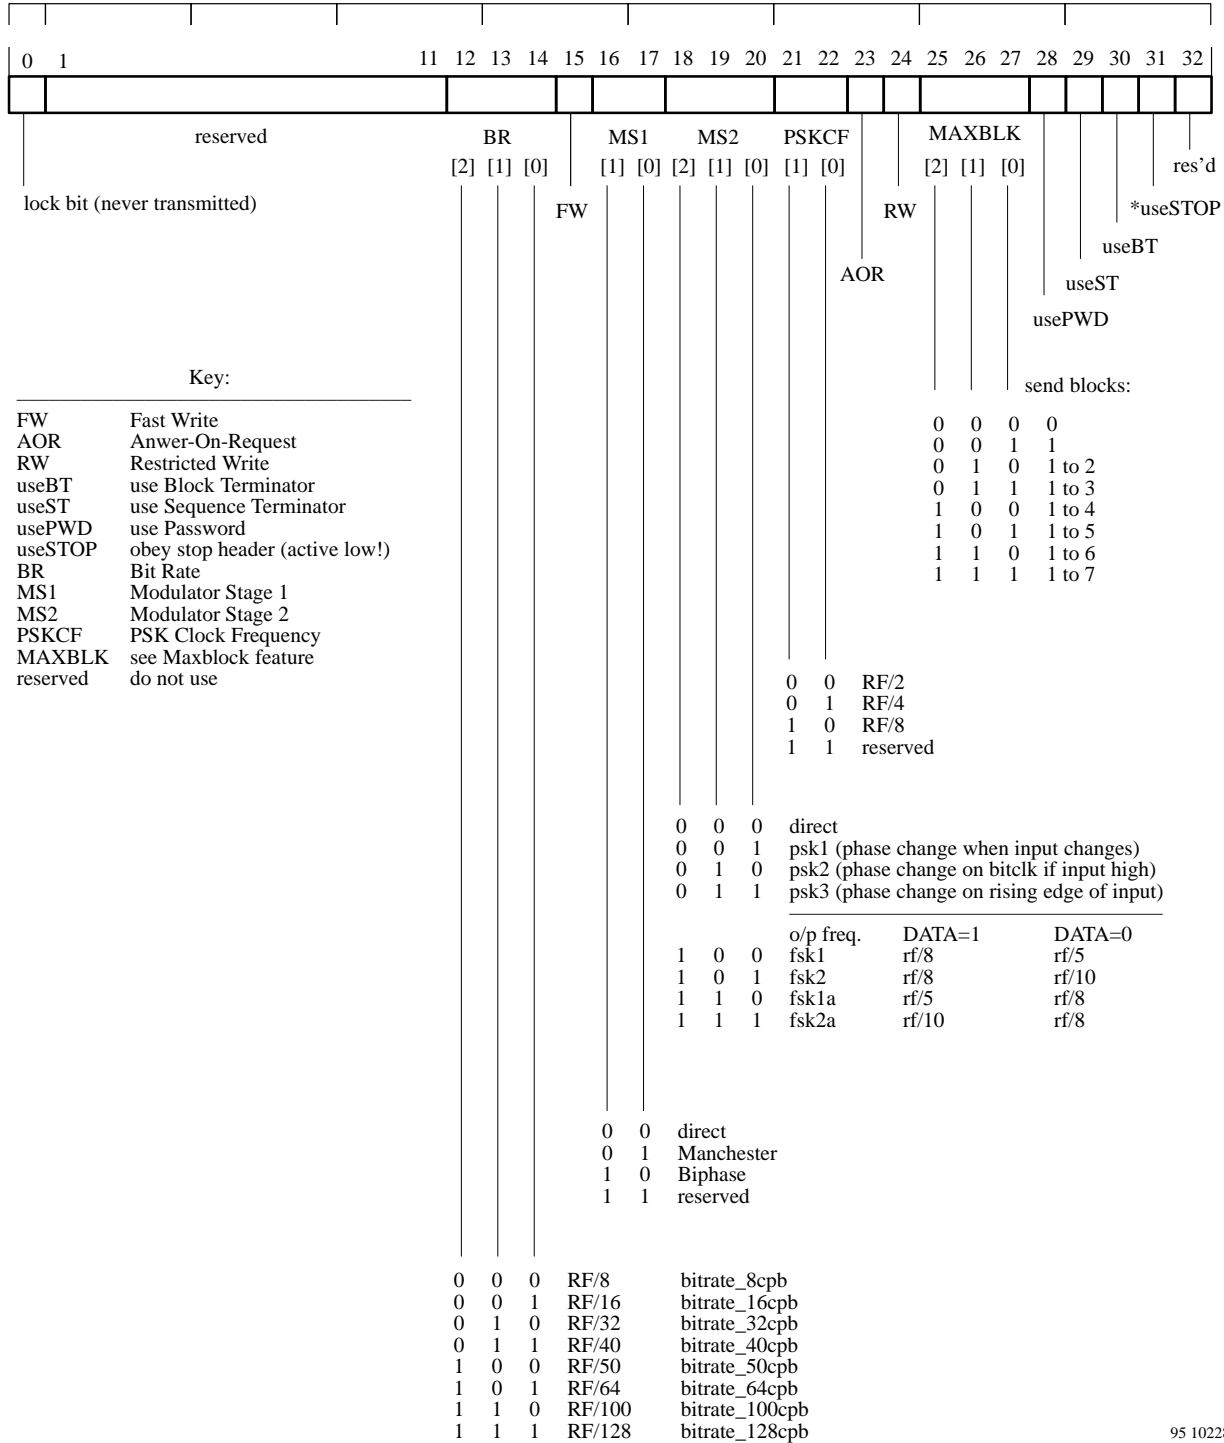 0 1 11 12 13 14 15 16 17 18 19 20 21 22 23 24 25 26 27 28 29 30 31 32
reserved BR MS1 MS2 PSKCF MAXBLK
[2] [1] [0] [1] [0] [2] [1] [0] [1] [0] [2] [1] [0] res’d
lock bit (never transmitted) FW RW *useSTOP
useBT
AOR useST
usePWD
Key: send blocks:
FW Fast Write
AOR Anwer-On-Request
RW Restricted Write
useBT use Block Terminator
useST use Sequence Terminator
usePWD use Password
useSTOP obey stop header (active low!)
BR Bit Rate
MS1 Modulator Stage 1
MS2 Modulator Stage 2
PSKCF PSK Clock Frequency
MAXBLK see Maxblock feature
reserved do not use
0 0 0 0
0 0 1 1
0 1 0 1 to 2
0 1 1 1 to 3
1 0 0 1 to 4
1 0 1 1 to 5
1 1 0 1 to 6
1 1 1 1 to 7
0 0 RF/2
0 1 RF/4
1 0 RF/8
1 1 reserved
0 0 0 direct
0 0 1 psk1 (phase change when input changes)
0 1 0 psk2 (phase change on bitclk if input high)
0 1 1 psk3 (phase change on rising edge of input)
o/p freq. DATA=1 DATA=0
1 0 0 fsk1 rf/8 rf/5
1 0 1 fsk2 rf/8 rf/10
1 1 0 fsk1a rf/5 rf/8
1 1 1 fsk2a rf/10 rf/8
0 0 direct
0 1 Manchester
1 0 Biphase
1 1 reserved
0 0 0 RF/8 bitrate_8cpb
0 0 1 RF/16 bitrate_16cpb
0 1 0 RF/32 bitrate_32cpb
0 1 1 RF/40 bitrate_40cpb
1 0 0 RF/50 bitrate_50cpb
1 0 1 RF/64 bitrate_64cpb
1 1 0 RF/100 bitrate_100cpb
1 1 1 RF/128 bitrate_128cpb
95 10228